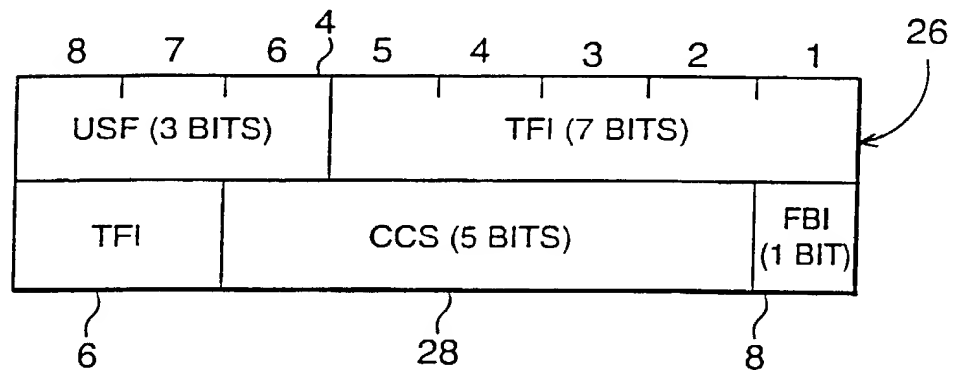 4
26
8 7 6 5 4 3 2 1
USF (3 BITS) TFI (7 BITS)
TFI CCS (5 BITS) FBI
(1 BIT)
6 28 8